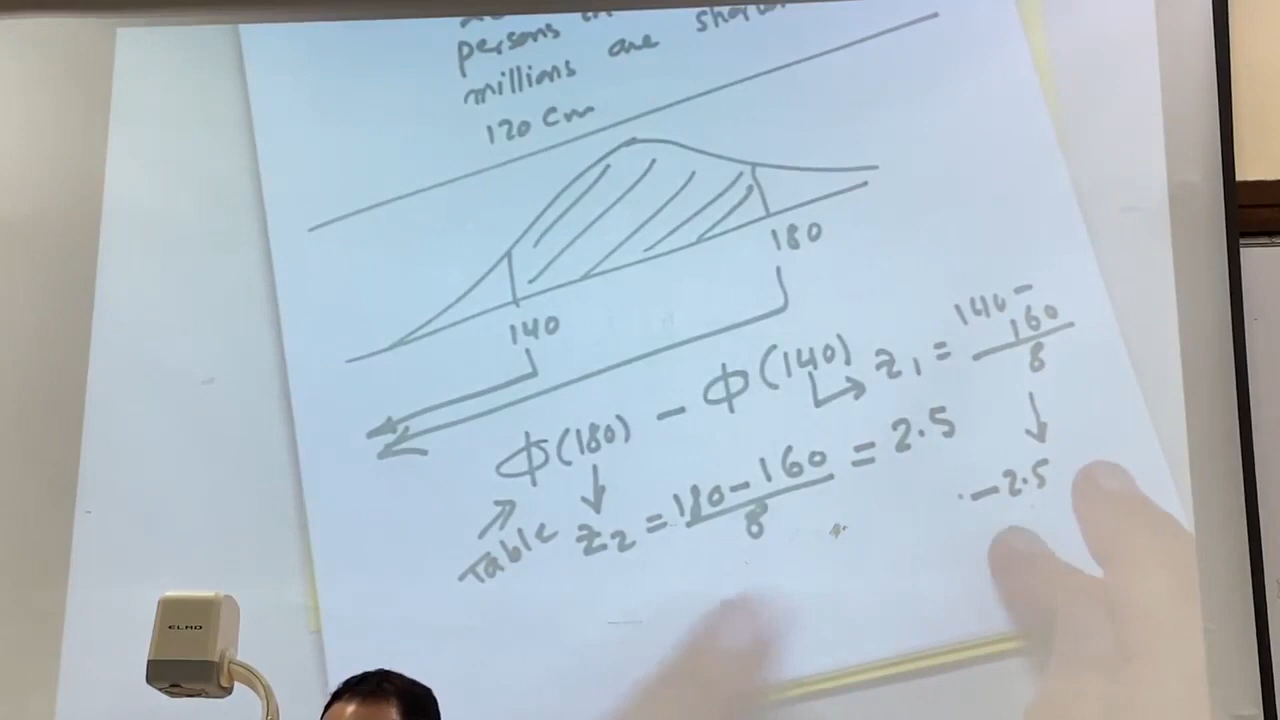 persons
millions are
120 cm
180
140
Φ(180) - Φ(140)
z1 = 140 - 160 / 8
- 2.5
Table z2 = 180 - 160 / 8 = 2.5
ELMO